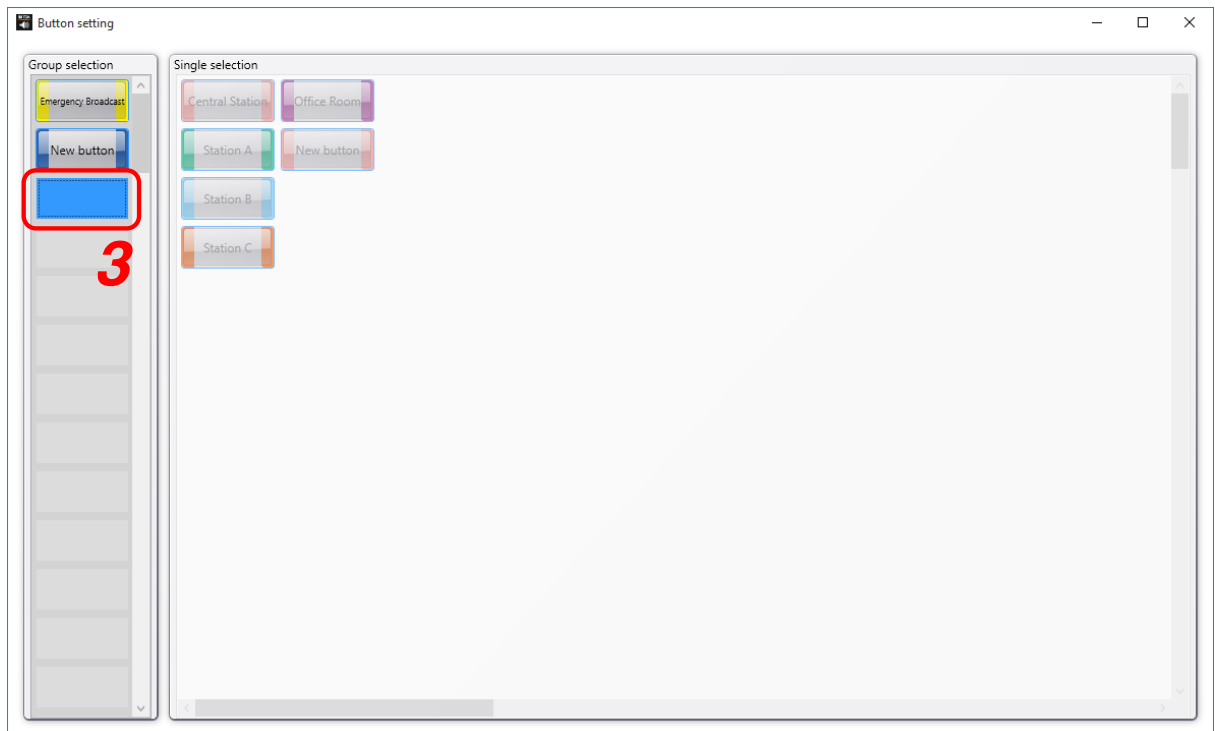 Button setting
Group selection
Emergency Broadcast
New button
3
Single selection
Central Station
Office Room
Station A
New button
Station B
Station C